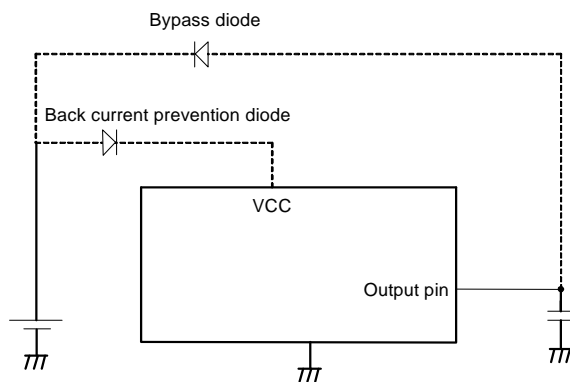 Bypass diode
Back current prevention diode
VCC
Output pin